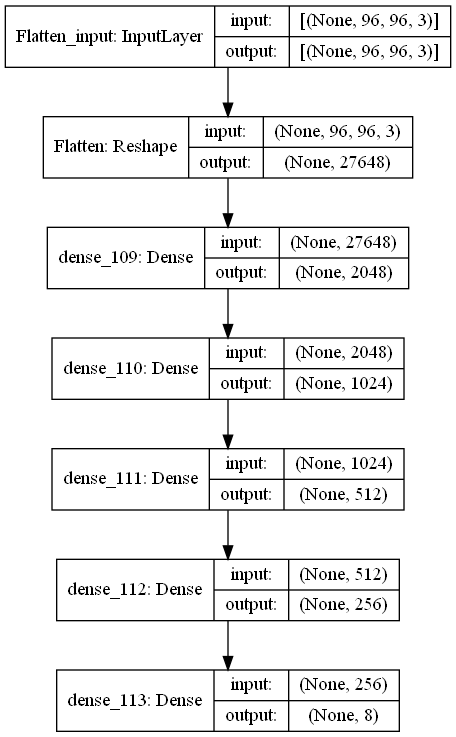 Flatten_input: InputLayer
input:
[(None, 96, 96, 3)]
output:
[(None, 96, 96, 3)]
Flatten: Reshape
input:
(None, 96, 96, 3)
output:
(None, 27648)
dense_109: Dense
input:
(None, 27648)
output:
(None, 2048)
dense_110: Dense
input:
(None, 2048)
output:
(None, 1024)
dense_111: Dense
input:
(None, 1024)
output:
(None, 512)
dense_112: Dense
input:
(None, 512)
output:
(None, 256)
dense_113: Dense
input:
(None, 256)
output:
(None, 8)